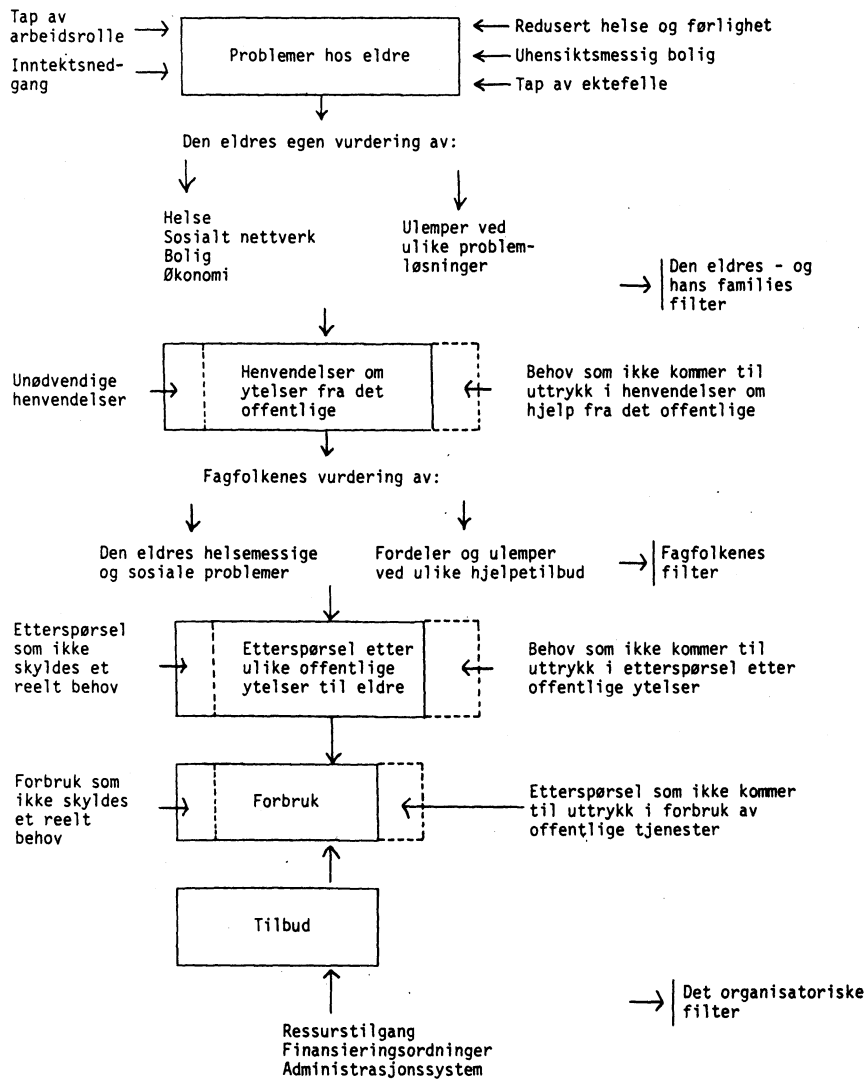 Tap av
arbeidsrolle
Inntektsned-
gang
Problemer hos eldre
Redusert helse og førlighet
Uhensiktsmessig bolig
Tap av ektefelle
Den eldres egen vurdering av:
Helse
Sosialt nettverk
Bolig
Økonomi
Ulemper ved
ulike problem-
løsninger
Den eldres - og
hans families
filter
Unødvendige
henvendelser
Henvendelser om
ytelser fra det
offentlige
Behov som ikke kommer til
uttrykk i henvendelser om
hjelp fra det offentlige
Fagfolkenes vurdering av:
Den eldres helsemessige
og sosiale problemer
Fordeler og ulemper
ved ulike hjelpetilbud
Fagfolkenes
filter
Etterspørsel
som ikke
skyldes et
reelt behov
Etterspørsel etter
ulike offentlige
ytelser til eldre
Behov som ikke kommer til
uttrykk i etterspørsel etter
offentlige ytelser
Forbruk som
ikke skyldes
et reelt
behov
Forbruk
Etterspørsel som ikke kommer
til uttrykk i forbruk av
offentlige tjenester
Tilbud
Det organisatoriske
filter
Ressurstilgang
Finansieringsordninger
Administrasjonssystem